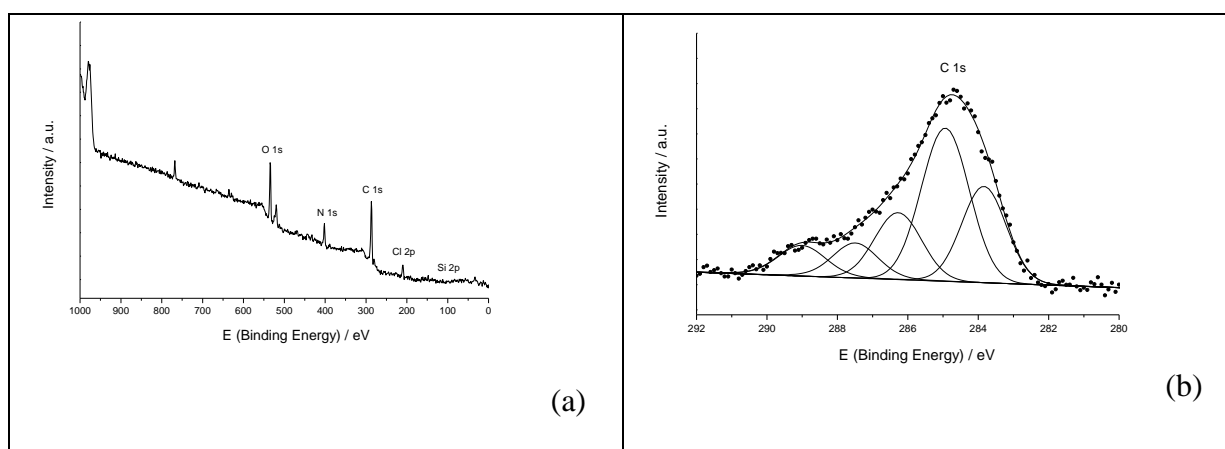 C 1s
O 1s
C 1s
N 1s
Cl 2p
Si 2p
Intensity / a.u.
Intensity / a.u.
1000 900 800 700 600 500 400 300 200 100 0
292 290 288 286 284 282 280
E (Binding Energy) / eV
E (Binding Energy) / eV
(a)
(b)